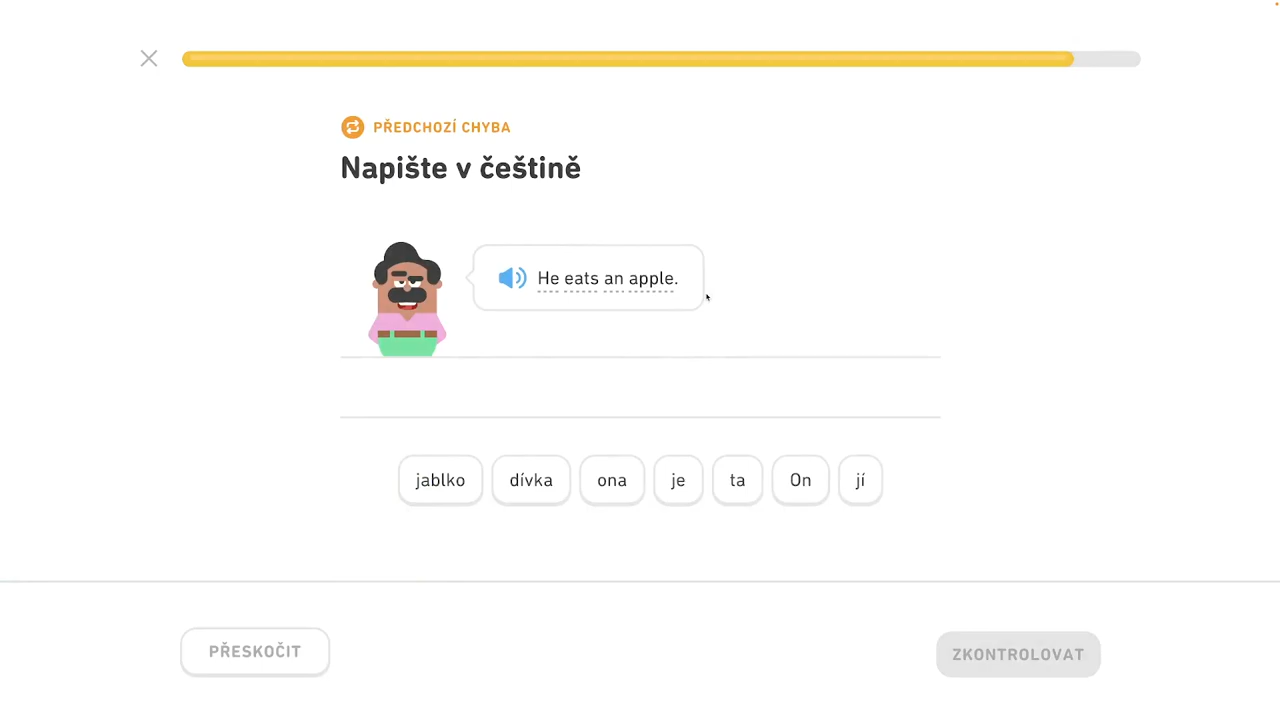 PŘEDCHOZÍ CHYBA
Napište v češtině
He eats an apple.
jablko dívka ona je ta On jí
PŘESKOČIT ZKONTROLOVAT